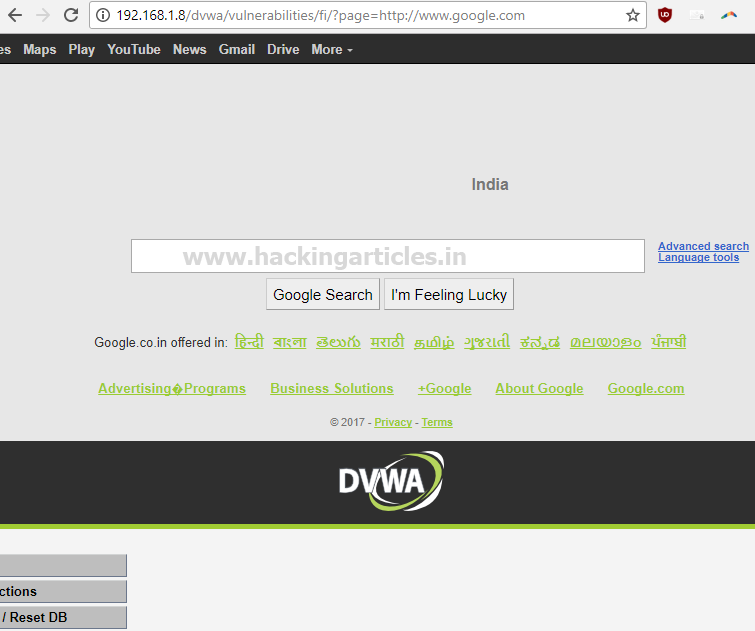 192.168.1.8/dvwa/vulnerabilities/fi/?page=http://www.google.com
es Maps Play YouTube News Gmail Drive More
India
www.hackingarticles.in
Advanced search
Language tools
Google Search I'm Feeling Lucky
Google.co.in offered in: हिन्दी বাংলা తెలుగు मराठी தமிழ் ગુજરાતી ಕನ್ನಡ മലയാളം ਪੰਜਾਬੀ
Advertising�Programs Business Solutions +Google About Google Google.com
© 2017 - Privacy - Terms
DVWA
ctions
/ Reset DB